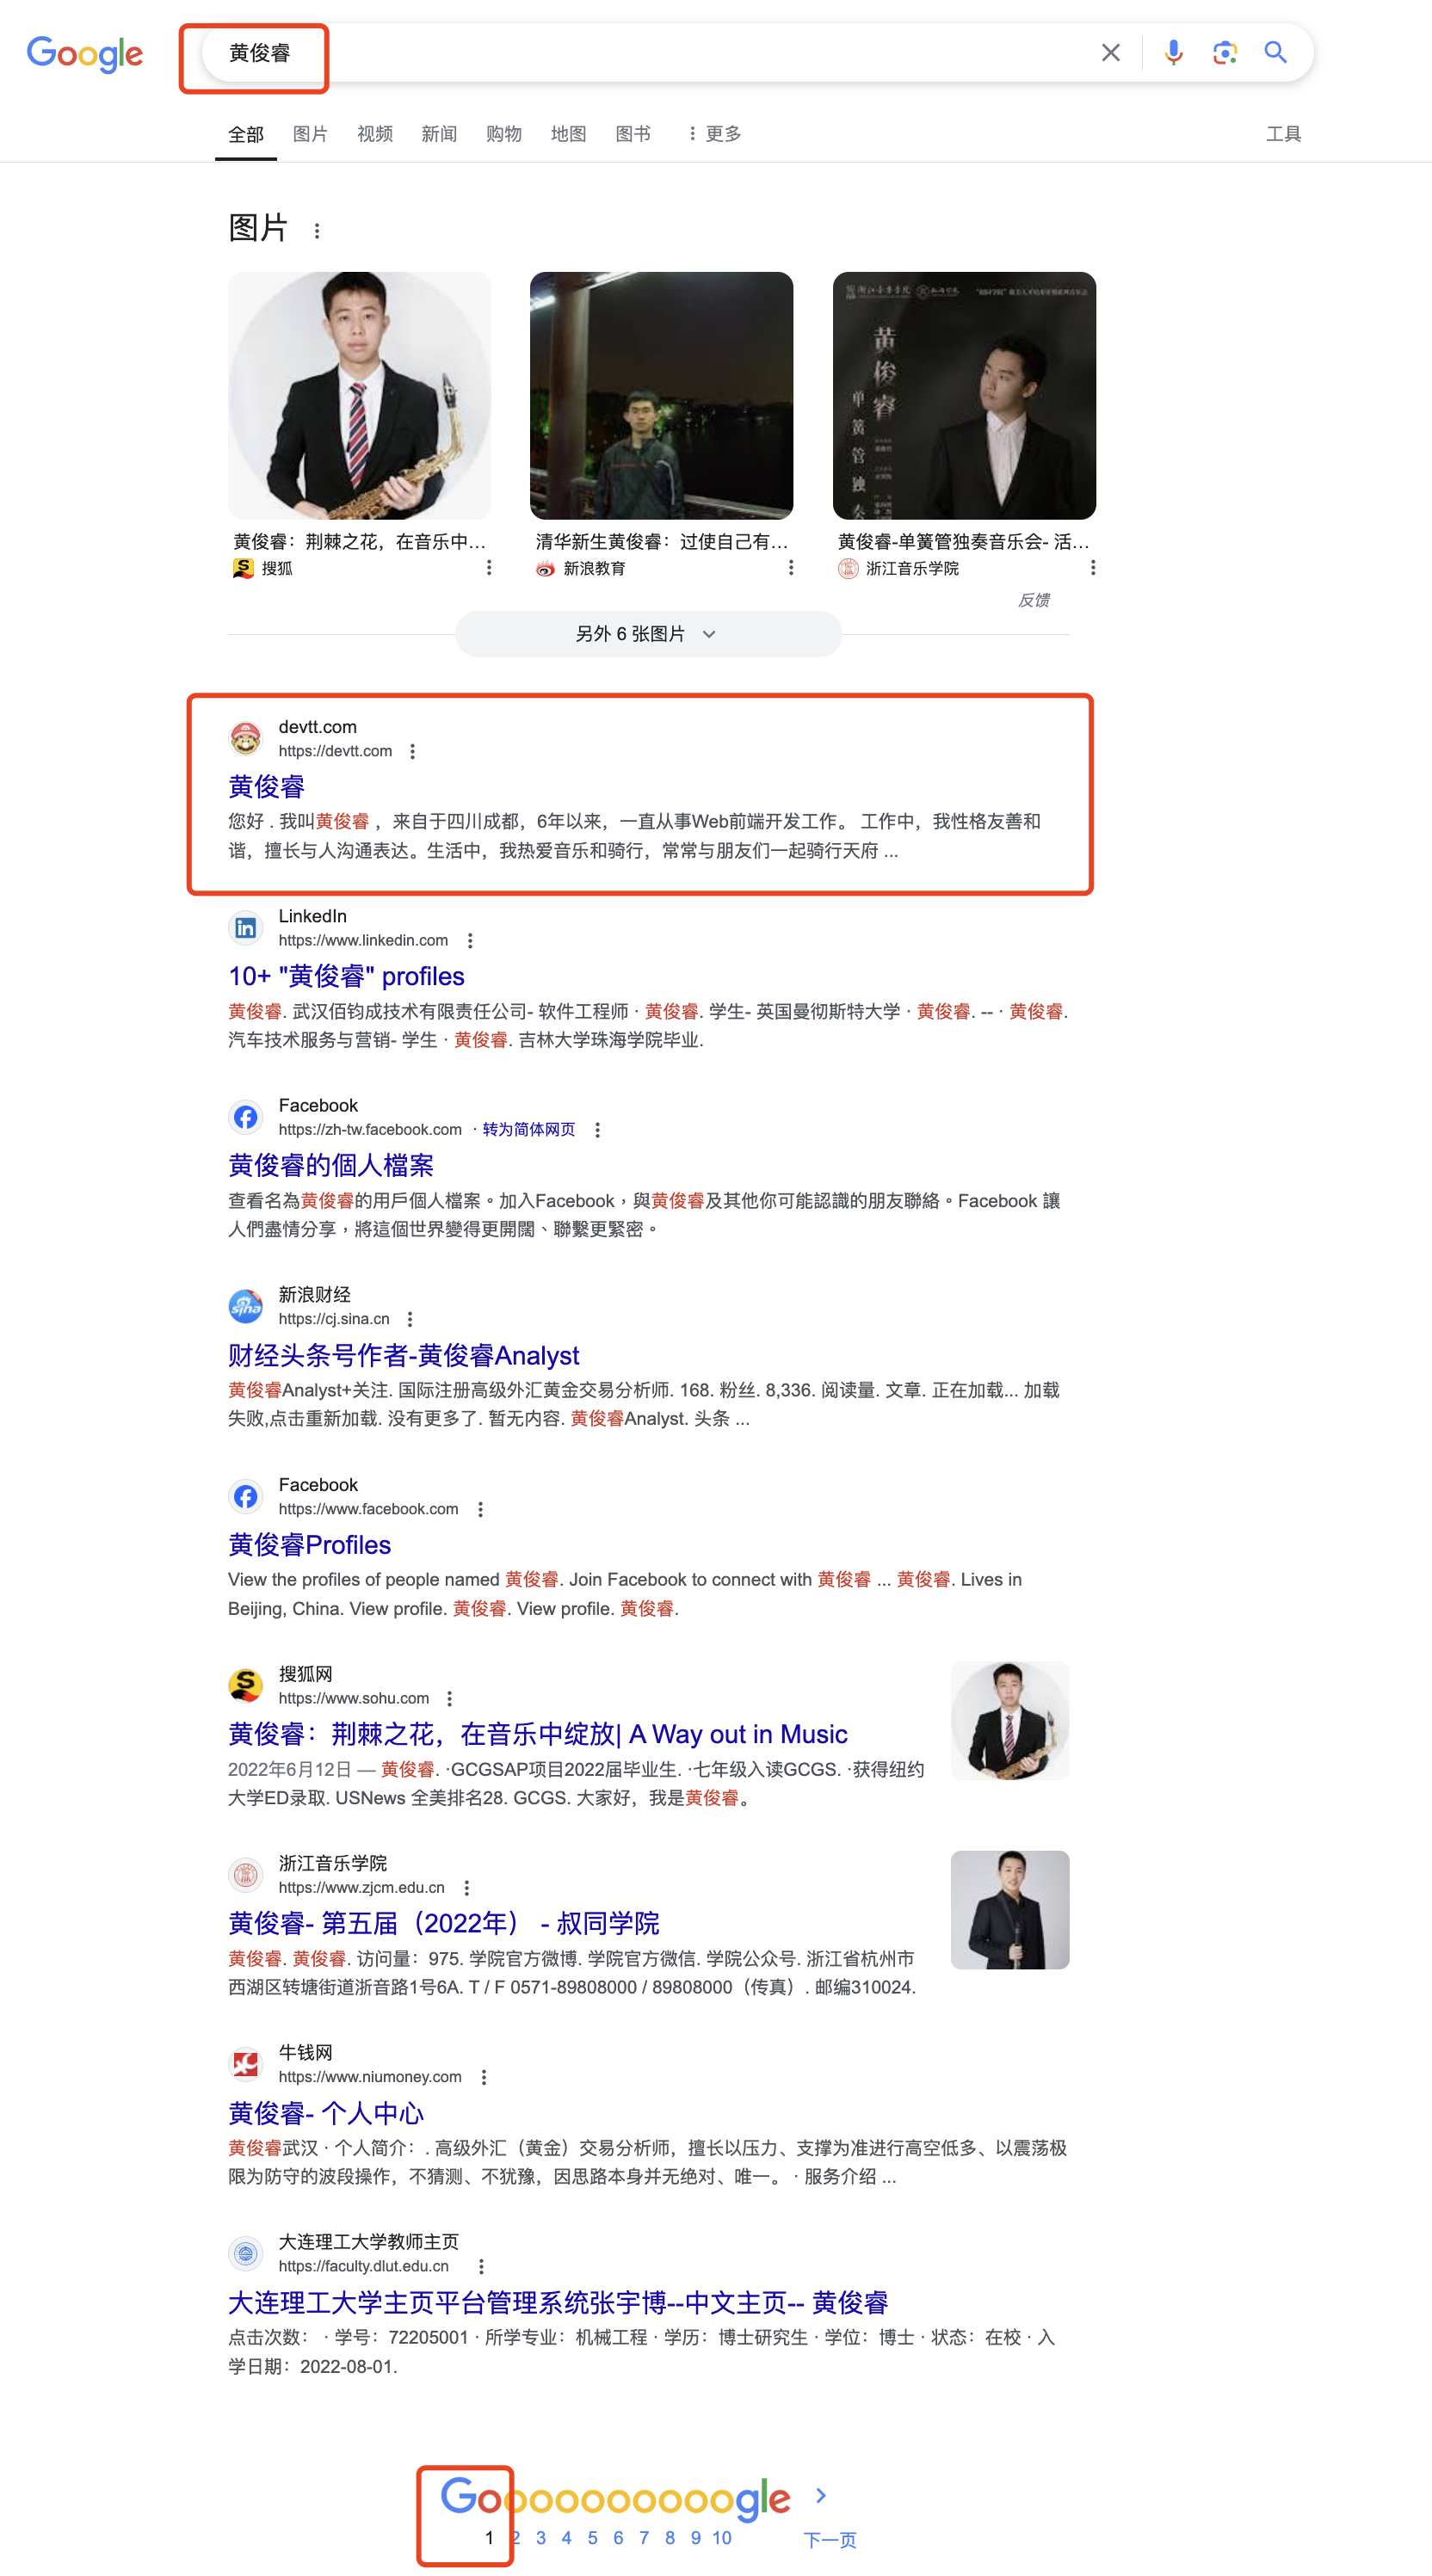 Google
黄俊睿
全部 图片 视频 新闻 购物 地图 图书 更多 工具
图片
浙江音乐学院
黄俊睿
单簧管独奏
黄俊睿：荆棘之花，在音乐中...
搜狐
清华新生黄俊睿：过使自己有...
新浪教育
黄俊睿-单簧管独奏音乐会- 活...
浙江音乐学院
反馈
另外 6 张图片
devtt.com
https://devtt.com
黄俊睿
您好 . 我叫黄俊睿 ，来自于四川成都，6年以来，一直从事Web前端开发工作。 工作中，我性格友善和
谐，擅长与人沟通表达。生活中，我热爱音乐和骑行，常常与朋友们一起骑行天府 ...
LinkedIn
https://www.linkedin.com
10+ "黄俊睿" profiles
黄俊睿. 武汉佰钧成技术有限责任公司- 软件工程师 · 黄俊睿. 学生- 英国曼彻斯特大学 · 黄俊睿. -- · 黄俊睿.
汽车技术服务与营销- 学生 · 黄俊睿. 吉林大学珠海学院毕业.
Facebook
https://zh-tw.facebook.com · 转为简体网页
黄俊睿的個人檔案
查看名為黄俊睿的用戶個人檔案。加入Facebook，與黄俊睿及其他你可能認識的朋友聯絡。Facebook 讓
人們盡情分享，將這個世界變得更開闊、聯繫更緊密。
新浪财经
https://cj.sina.cn
财经头条号作者-黄俊睿Analyst
黄俊睿Analyst+关注. 国际注册高级外汇黄金交易分析师. 168. 粉丝. 8,336. 阅读量. 文章. 正在加载... 加载
失败,点击重新加载. 没有更多了. 暂无内容. 黄俊睿Analyst. 头条 ...
Facebook
https://www.facebook.com
黄俊睿Profiles
View the profiles of people named 黄俊睿. Join Facebook to connect with 黄俊睿 ... 黄俊睿. Lives in
Beijing, China. View profile. 黄俊睿. View profile. 黄俊睿.
搜狐网
https://www.sohu.com
黄俊睿：荆棘之花，在音乐中绽放| A Way out in Music
2022年6月12日 — 黄俊睿. ·GCGSAP项目2022届毕业生. ·七年级入读GCGS. ·获得纽约
大学ED录取. USNews 全美排名28. GCGS. 大家好，我是黄俊睿。
浙江音乐学院
https://www.zjcm.edu.cn
黄俊睿- 第五届（2022年） - 叔同学院
黄俊睿. 黄俊睿. 访问量：975. 学院官方微博. 学院官方微信. 学院公众号. 浙江省杭州市
西湖区转塘街道浙音路1号6A. T / F 0571-89808000 / 89808000（传真）. 邮编310024.
牛钱网
https://www.niumoney.com
黄俊睿- 个人中心
黄俊睿武汉 · 个人简介：. 高级外汇（黄金）交易分析师，擅长以压力、支撑为准进行高空低多、以震荡极
限为防守的波段操作，不猜测、不犹豫，因思路本身并无绝对、唯一。 · 服务介绍 ...
大连理工大学教师主页
https://faculty.dlut.edu.cn
大连理工大学主页平台管理系统张宇博--中文主页-- 黄俊睿
点击次数： · 学号：72205001 · 所学专业：机械工程 · 学历：博士研究生 · 学位：博士 · 状态：在校 · 入
学日期：2022-08-01.
Goooooooooogle
1 2 3 4 5 6 7 8 9 10 下一页